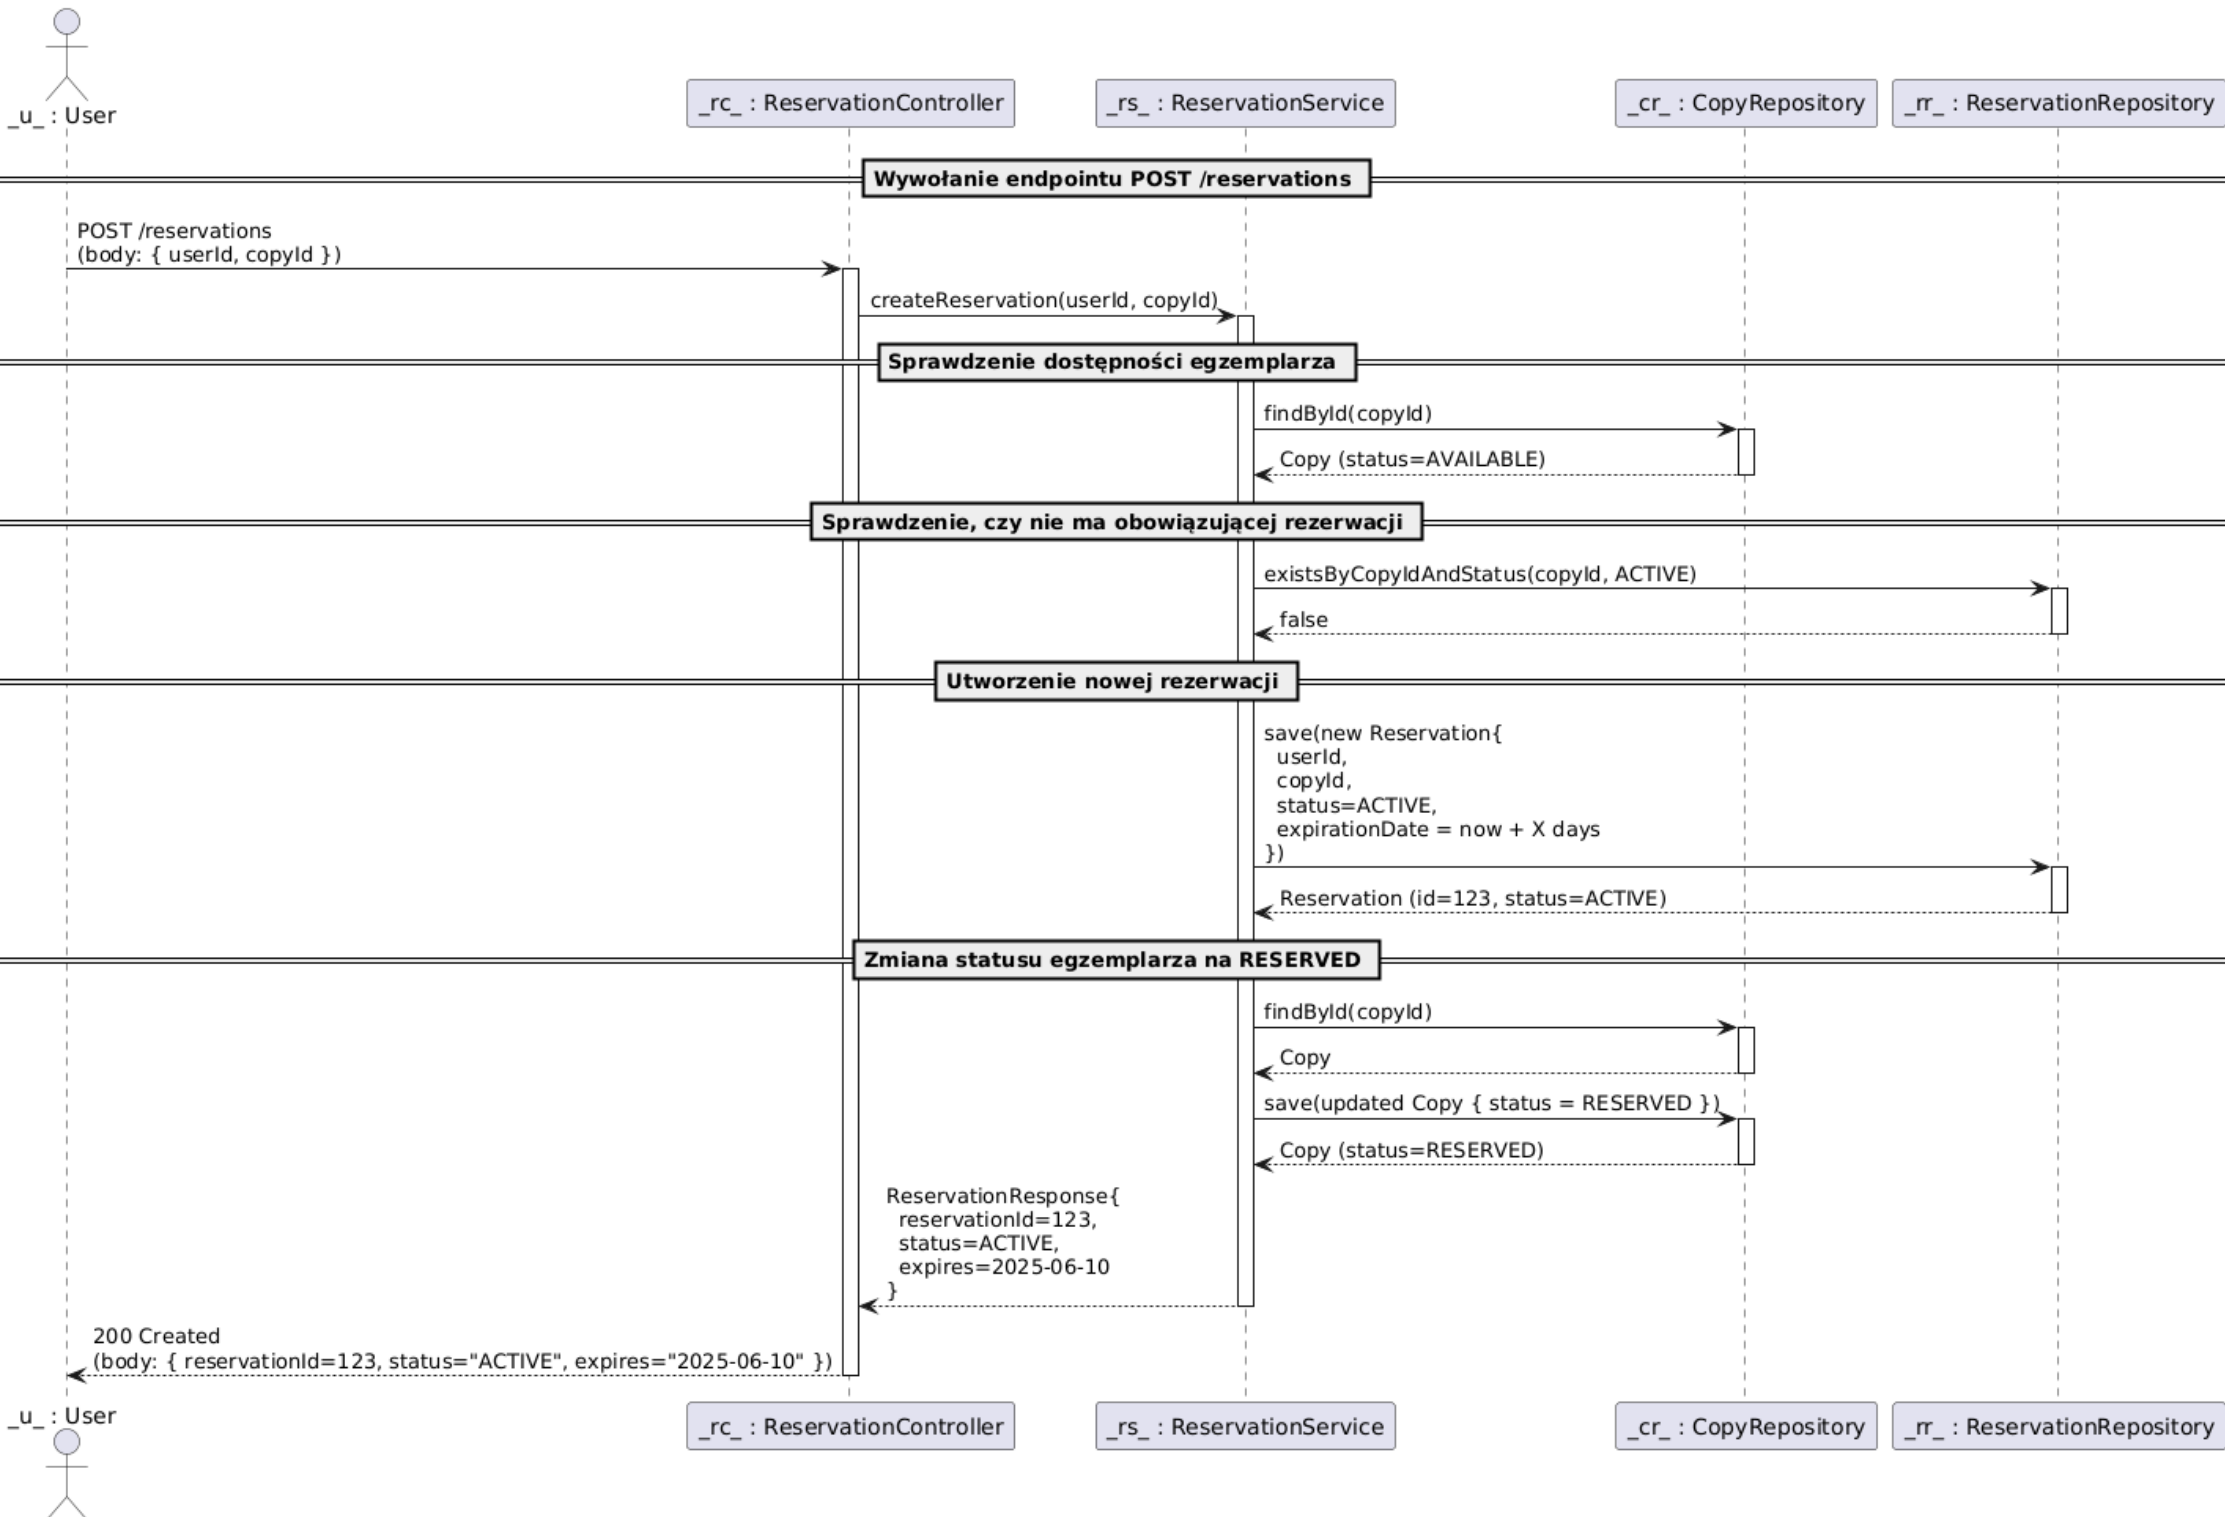 _u_ : User
_rc_ : ReservationController
_rs_ : ReservationService
_cr_ : CopyRepository
_rr_ : ReservationRepository
Wywołanie endpointu POST /reservations
POST /reservations
(body: { userId, copyId })
createReservation(userId, copyId)
Sprawdzenie dostępności egzemplarza
findById(copyId)
Copy (status=AVAILABLE)
Sprawdzenie, czy nie ma obowiązującej rezerwacji
existsByCopyIdAndStatus(copyId, ACTIVE)
false
Utworzenie nowej rezerwacji
save(new Reservation{
userId,
copyId,
status=ACTIVE,
expirationDate = now + X days
})
Reservation (id=123, status=ACTIVE)
Zmiana statusu egzemplarza na RESERVED
findById(copyId)
Copy
save(updated Copy { status = RESERVED })
Copy (status=RESERVED)
ReservationResponse{
reservationId=123,
status=ACTIVE,
expires=2025-06-10
}
200 Created
(body: { reservationId=123, status="ACTIVE", expires="2025-06-10" })
_u_ : User
_rc_ : ReservationController
_rs_ : ReservationService
_cr_ : CopyRepository
_rr_ : ReservationRepository